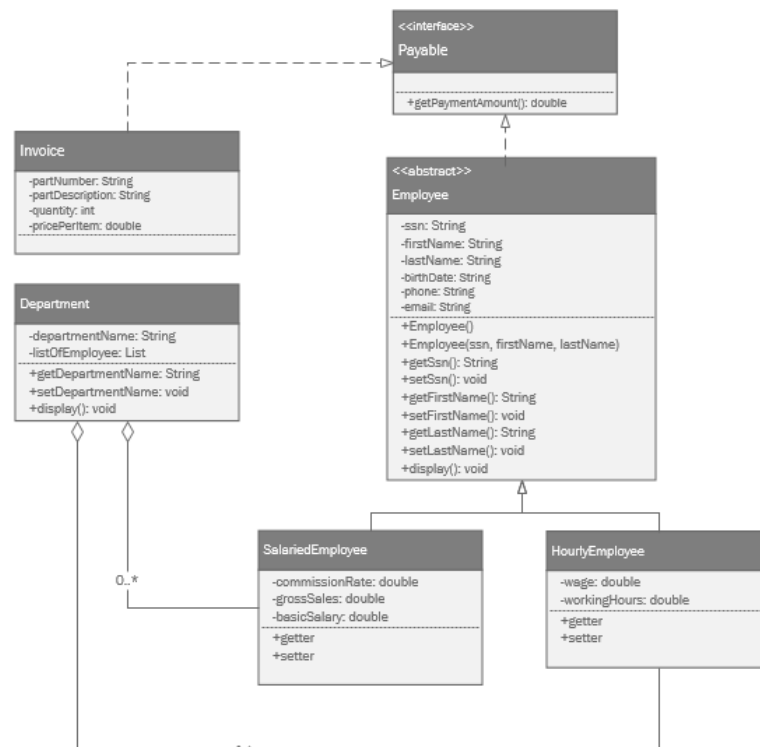 <<interface>>
Payable
+getPaymentAmount(): double
Invoice
-partNumber: String
-partDescription: String
-quantity: int
-pricePerItem: double
<<abstract>>
Employee
-ssn: String
-firstName: String
-lastName: String
-birthDate: String
-phone: String
-email: String
+Employee()
+Employee(ssn, firstName, lastName)
+getSsn(): String
+setSsn(): void
+getFirstName(): String
+setFirstName(): void
+getLastName(): String
+setLastName(): void
+display(): void
Department
-departmentName: String
-listOfEmployee: List
+getDepartmentName: String
+setDepartmentName: void
+display(): void
0..*
SalariedEmployee
-commissionRate: double
-grossSales: double
-basicSalary: double
+getter
+setter
HourlyEmployee
-wage: double
-workingHours: double
+getter
+setter